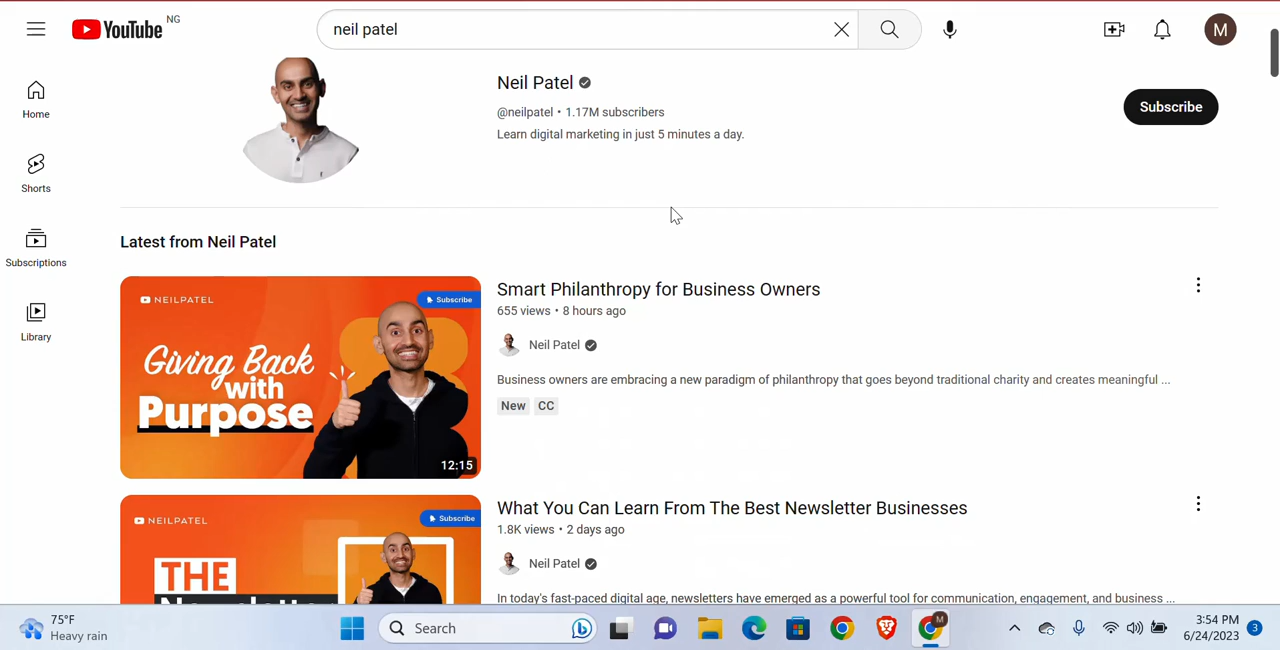 YouTube NG
neil patel
M
Home
Shorts
Subscriptions
Library
Neil Patel
@neilpatel • 1.17M subscribers
Learn digital marketing in just 5 minutes a day.
Subscribe
Latest from Neil Patel
NEILPATEL
Subscribe
Giving Back
with
Purpose
12:15
Smart Philanthropy for Business Owners
655 views • 8 hours ago
Neil Patel
Business owners are embracing a new paradigm of philanthropy that goes beyond traditional charity and creates meaningful ...
New CC
NEILPATEL
Subscribe
THE
What You Can Learn From The Best Newsletter Businesses
1.8K views • 2 days ago
Neil Patel
In today's fast-paced digital age, newsletters have emerged as a powerful tool for communication, engagement, and business ...
75°F
Heavy rain
Search
M
3:54 PM
6/24/2023
3